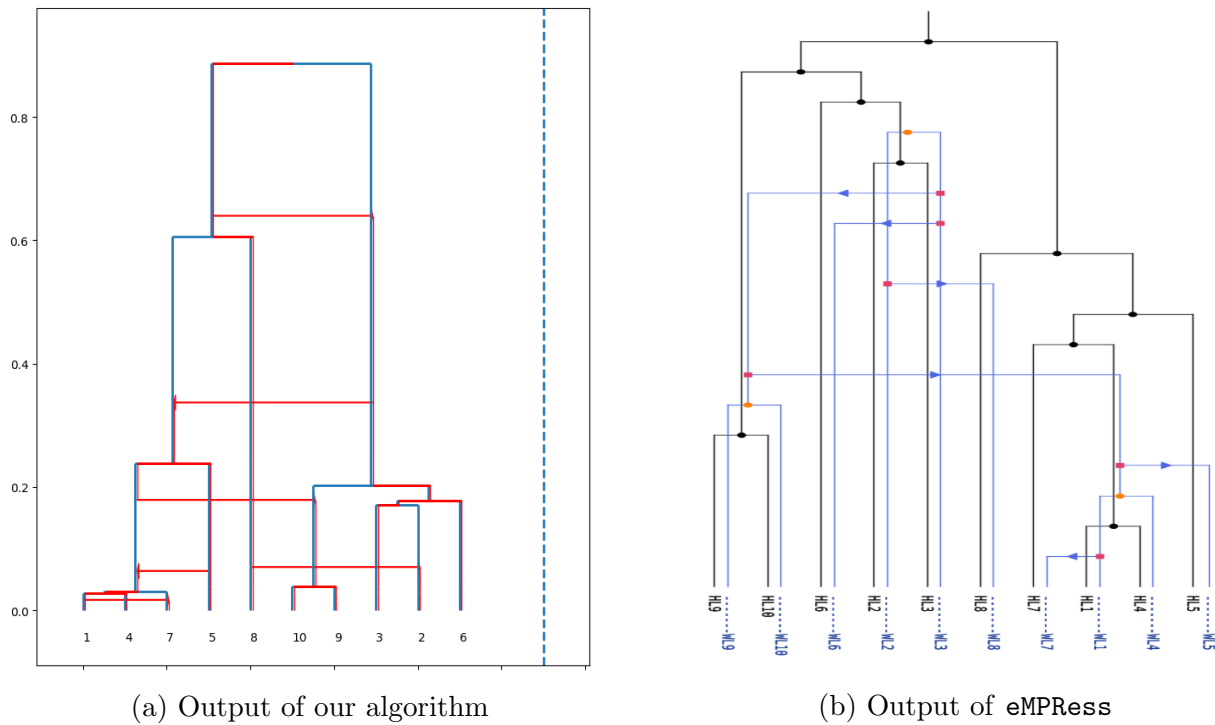 0.8
0.6
0.4
0.2
0.0
1 4 7 5 8 10 9 3 2 6
HL9 HL10 HL6 HL2 HL3 HL8 HL7 HL1 HL4 HL5
WL9 WL10 WL6 WL2 WL3 WL8 WL7 WL1 WL4 WL5
(a) Output of our algorithm
(b) Output of eMPRess